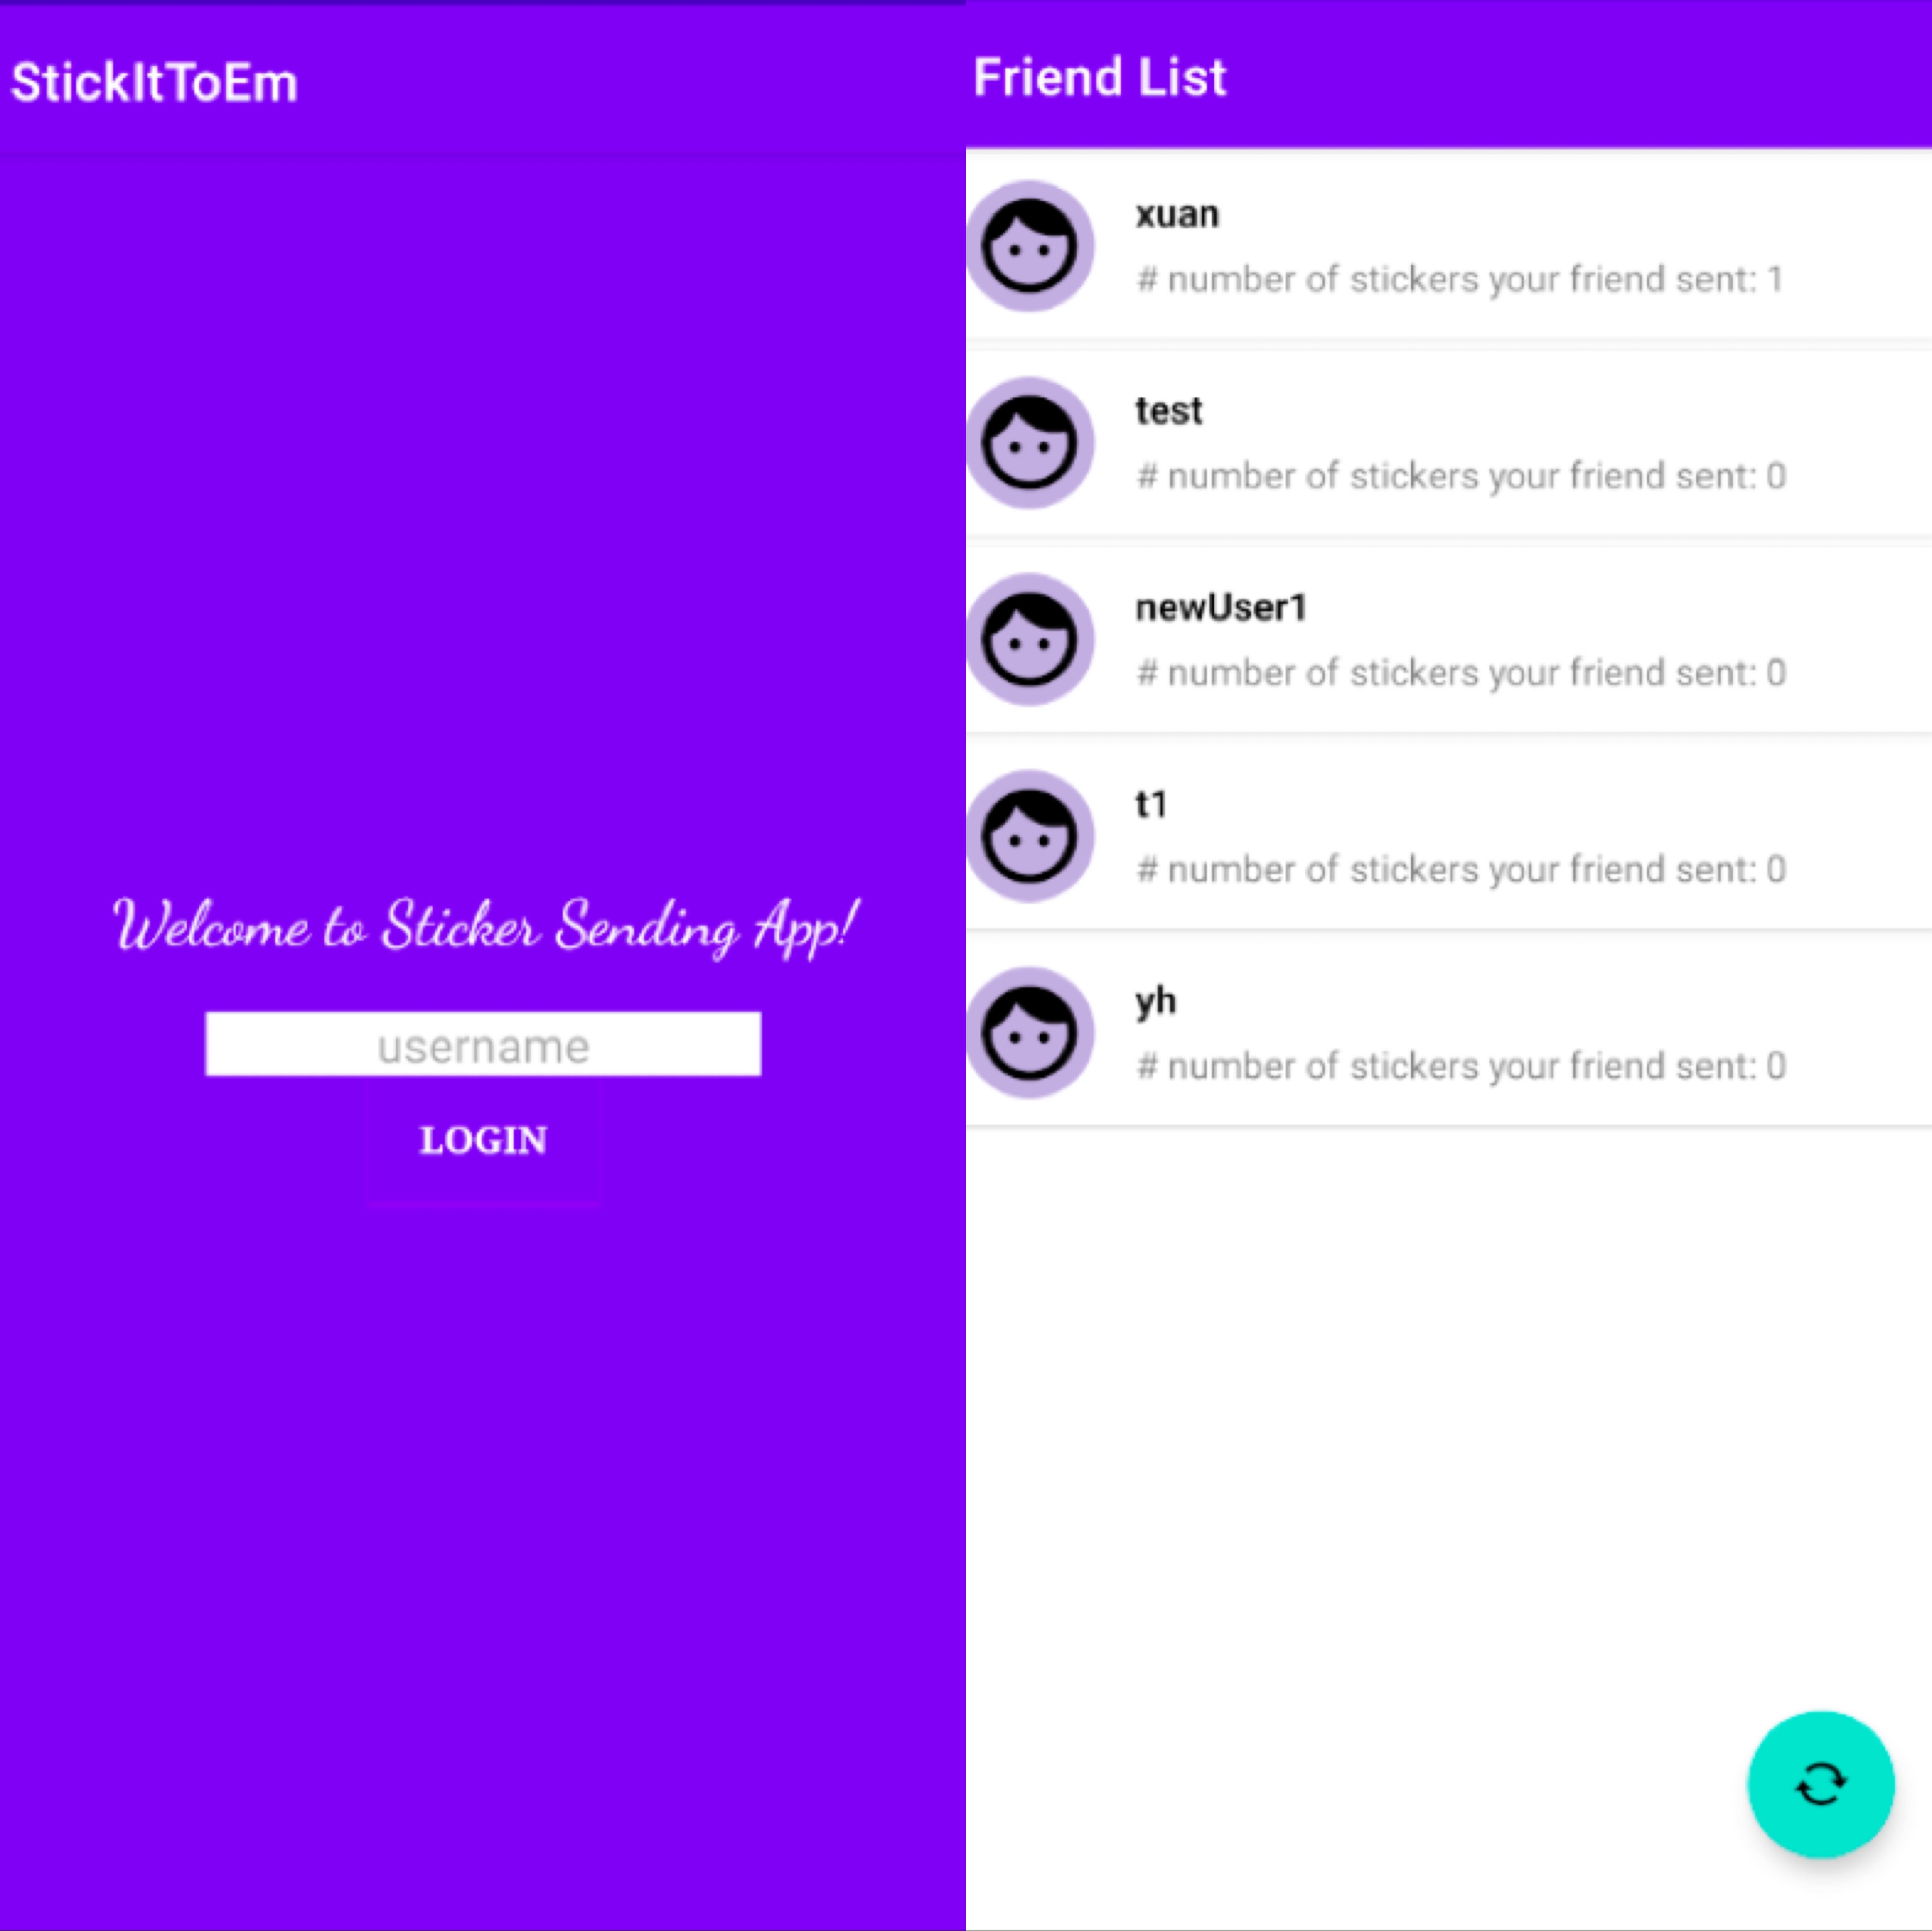 StickItToEm
Welcome to Sticker Sending App!
username
LOGIN
Friend List
xuan
# number of stickers your friend sent: 1
test
# number of stickers your friend sent: 0
newUser1
# number of stickers your friend sent: 0
t1
# number of stickers your friend sent: 0
yh
# number of stickers your friend sent: 0